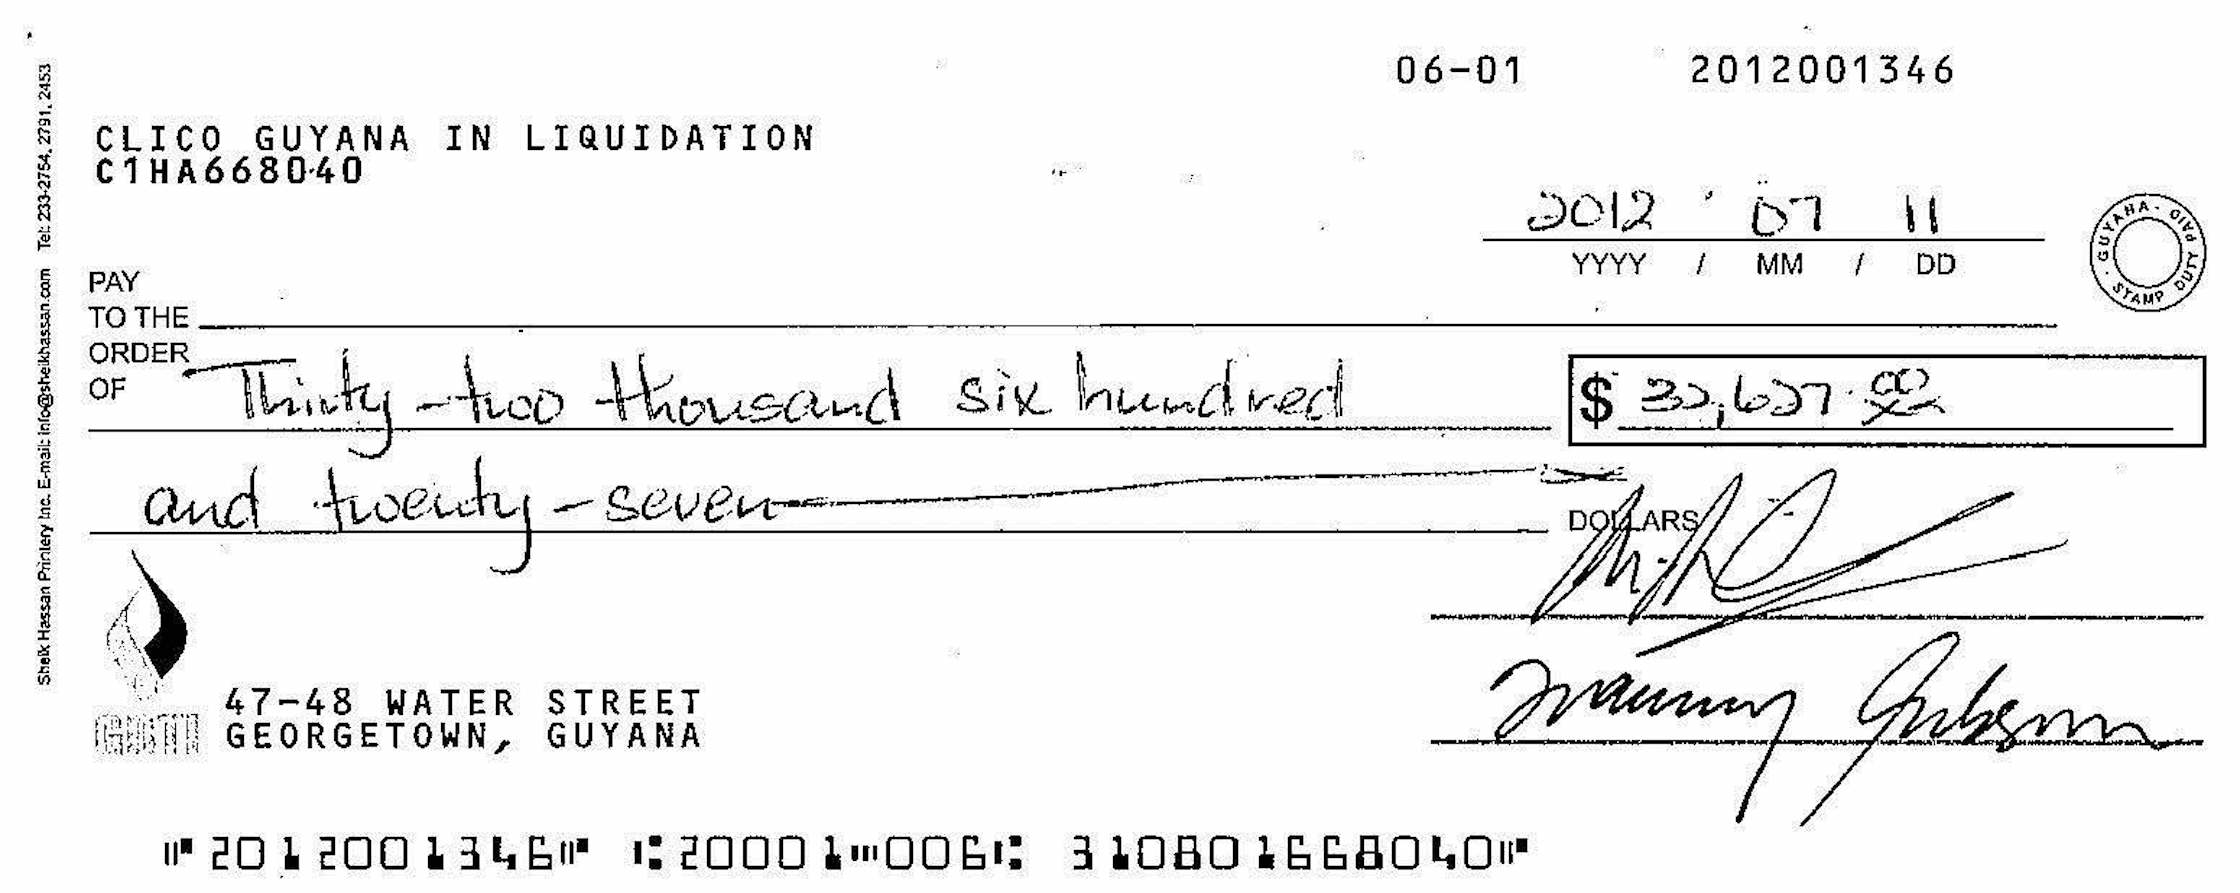 06-01 2012001346
CLICO GUYANA IN LIQUIDATION
C1HA668040
2012 07 11
YYYY / MM / DD
GUYANA - STAMP DUTY PAID
PAY
TO THE
ORDER
OF
Thirty-two thousand six hundred
$ 32,627.00
and twenty-seven
DOLLARS
47-48 WATER STREET
GEORGETOWN, GUYANA
GBTI
⑈2012001346⑈ ⑆20001⑉006⑆ 310801668040⑈
Sheik Hassan Printery Inc. E-mail: info@sheikhassan.com Tel: 233-2754, 2791, 2453